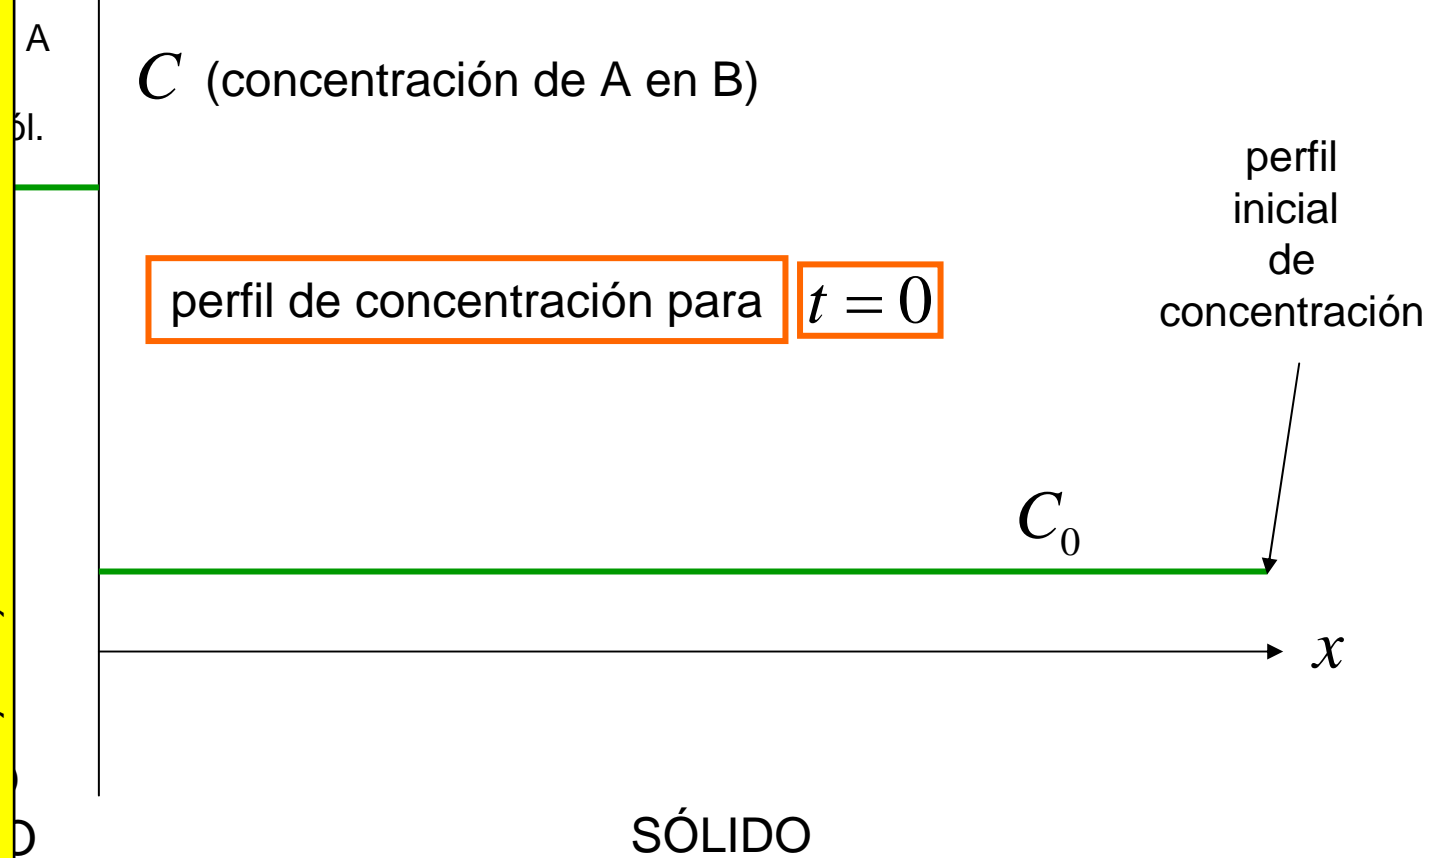 A
C (concentración de A en B)
perfil
inicial
de
concentración
perfil de concentración para t = 0
C₀
x
SÓLIDO